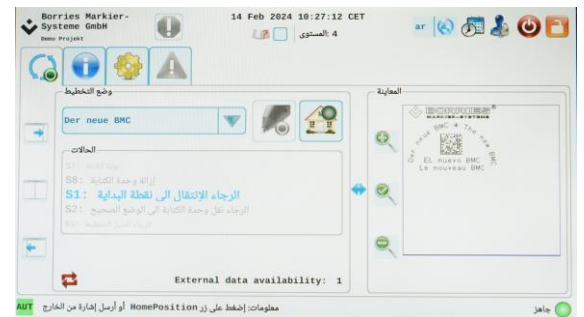 Borries Markier-
Systeme GmbH
Demo Projekt
14 Feb 2024 10:27:12 CET
المستوى: 4
ar
وضع التخطيط
Der neue BMC
الحالات
S8: إزالة وحدة الكتابة
S1: الرجاء الإنتقال الى نقطة البداية
S2: الرجاء نقل وحدة الكتابة الى الوضع الصحيح
External data availability: 1
المعاينة
BORRIES
MARKIER-SYSTEME
Der neue BMC * The new BMC
EL nuevo BMC
Le nouveau BMC
AUT
معلومات: إضغط على زر HomePosition أو أرسل إشارة من الخارج
جاهز